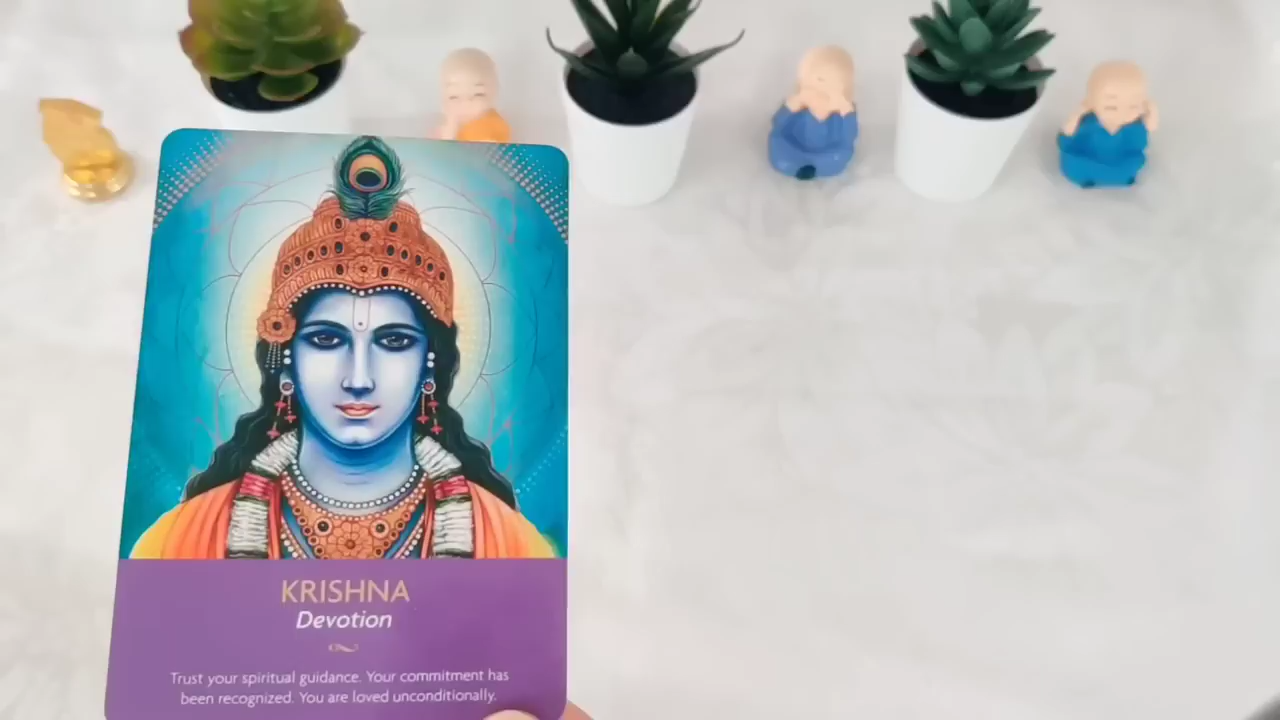 KRISHNA
Devotion
Trust your spiritual guidance. Your commitment has
been recognized. You are loved unconditionally.